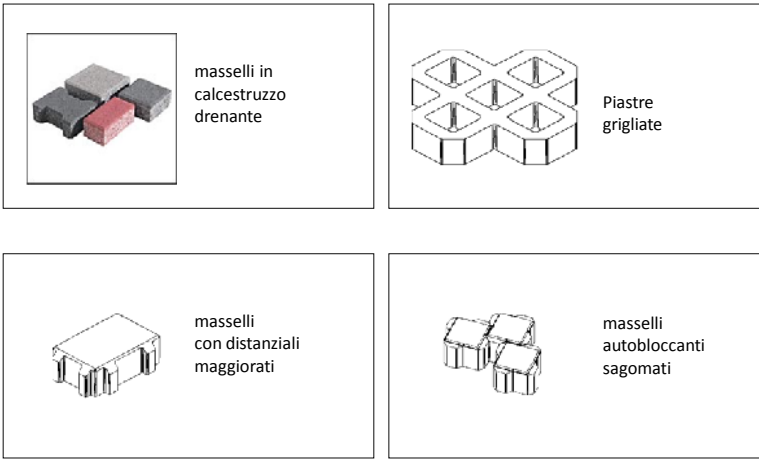 masselli in
calcestruzzo
drenante
Piastre
grigliate
masselli
con distanziali
maggiorati
masselli
autobloccanti
sagomati